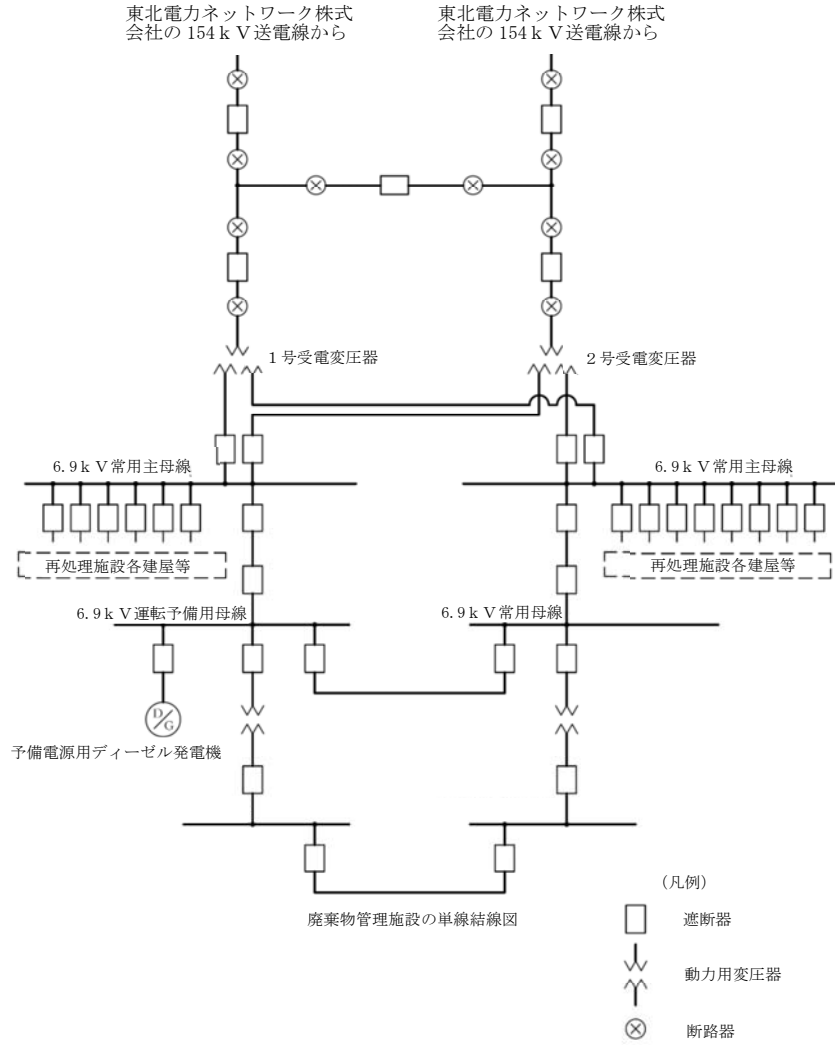 東北電力ネットワーク株式
会社の154kV送電線から
東北電力ネットワーク株式
会社の154kV送電線から
1号受電変圧器
2号受電変圧器
6.9kV常用主母線
6.9kV常用主母線
再処理施設各建屋等
再処理施設各建屋等
6.9kV運転予備用母線
6.9kV常用母線
D/G
予備電源用ディーゼル発電機
廃棄物管理施設の単線結線図
(凡例)
遮断器
動力用変圧器
断路器